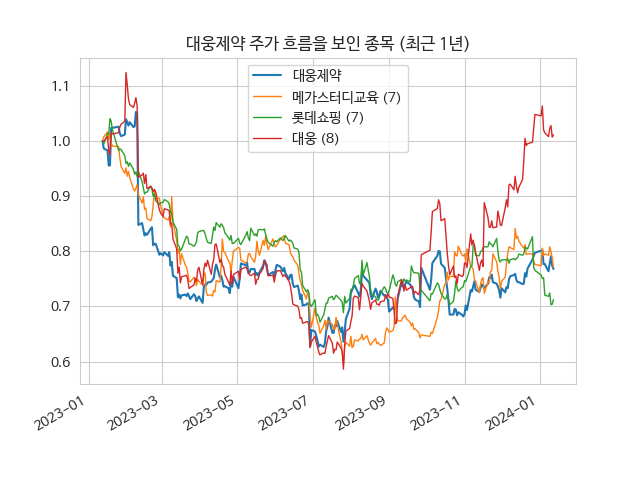 대웅제약 주가 흐름을 보인 종목 (최근 1년)
대웅제약
메가스터디교육 (7)
롯데쇼핑 (7)
대웅 (8)
1.1
1.0
0.9
0.8
0.7
0.6
2023-01
2023-03
2023-05
2023-07
2023-09
2023-11
2024-01